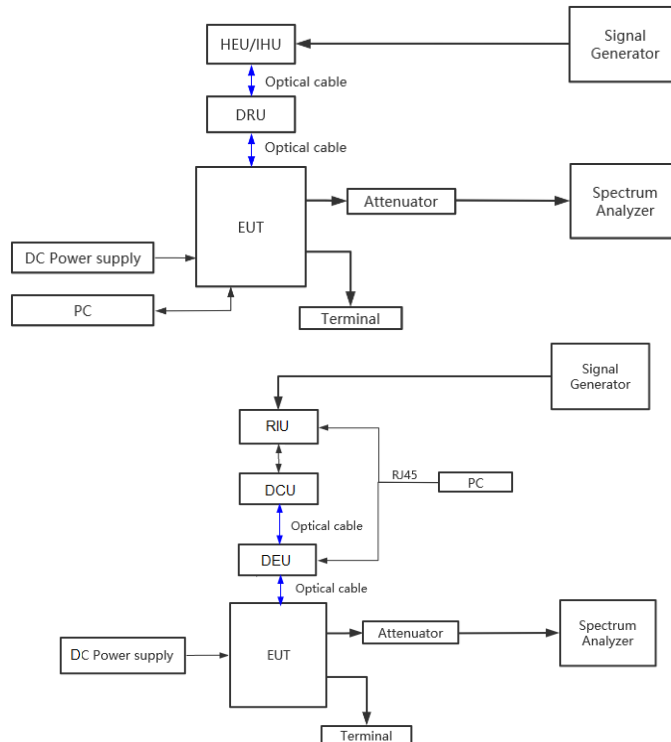 Signal
Generator
HEU/IHU
Optical cable
DRU
Optical cable
EUT
Attenuator
Spectrum
Analyzer
DC Power supply
PC
Terminal
Signal
Generator
RIU
RJ45
PC
DCU
Optical cable
DEU
Optical cable
EUT
Attenuator
Spectrum
Analyzer
DC Power supply
Terminal